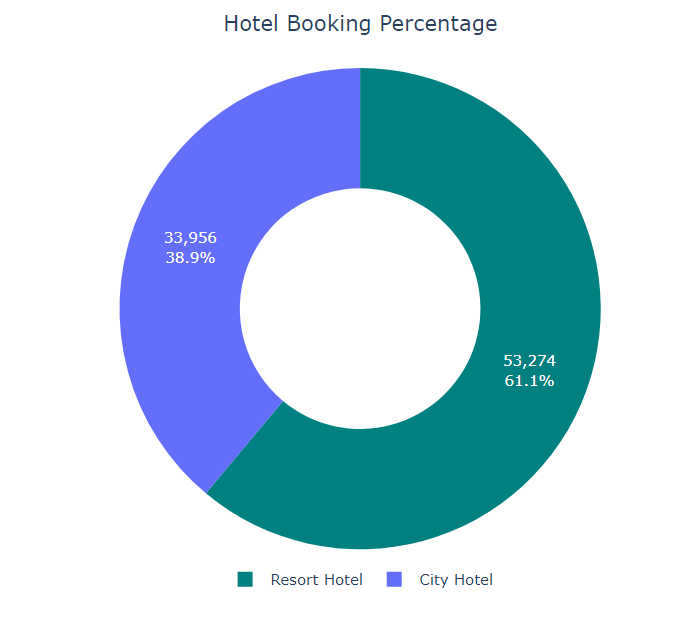 Hotel Booking Percentage
33,956
38.9%
53,274
61.1%
Resort Hotel
City Hotel